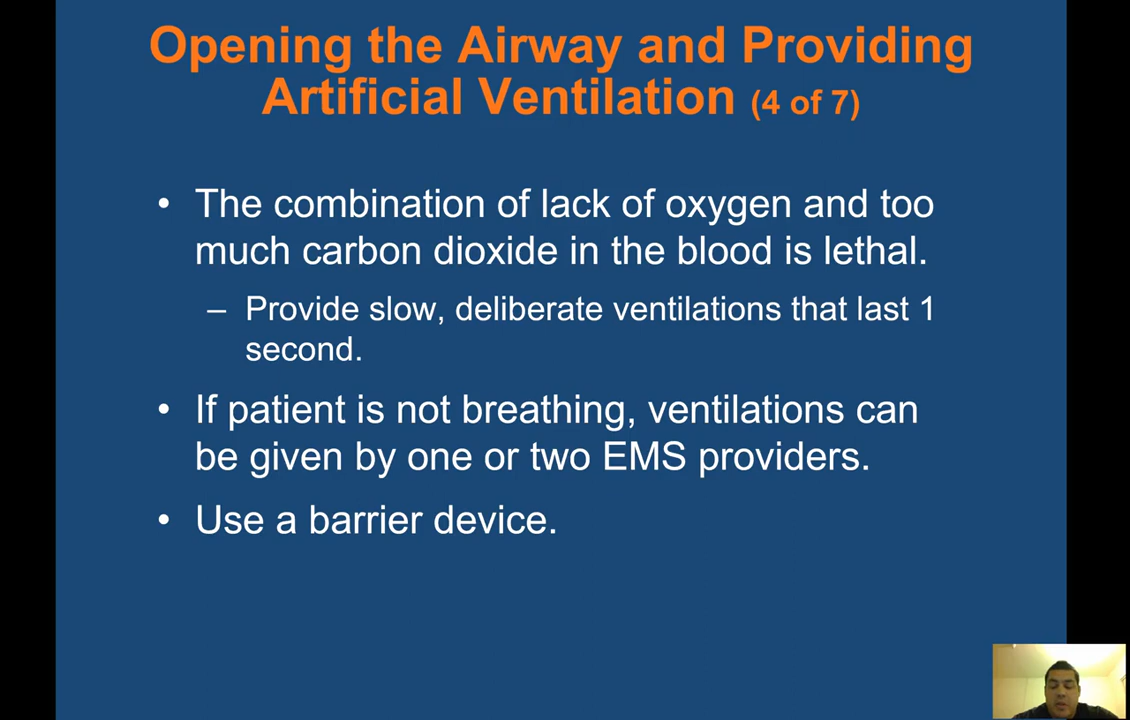 Opening the Airway and Providing
Artificial Ventilation (4 of 7)
• The combination of lack of oxygen and too
much carbon dioxide in the blood is lethal.
– Provide slow, deliberate ventilations that last 1
second.
• If patient is not breathing, ventilations can
be given by one or two EMS providers.
• Use a barrier device.